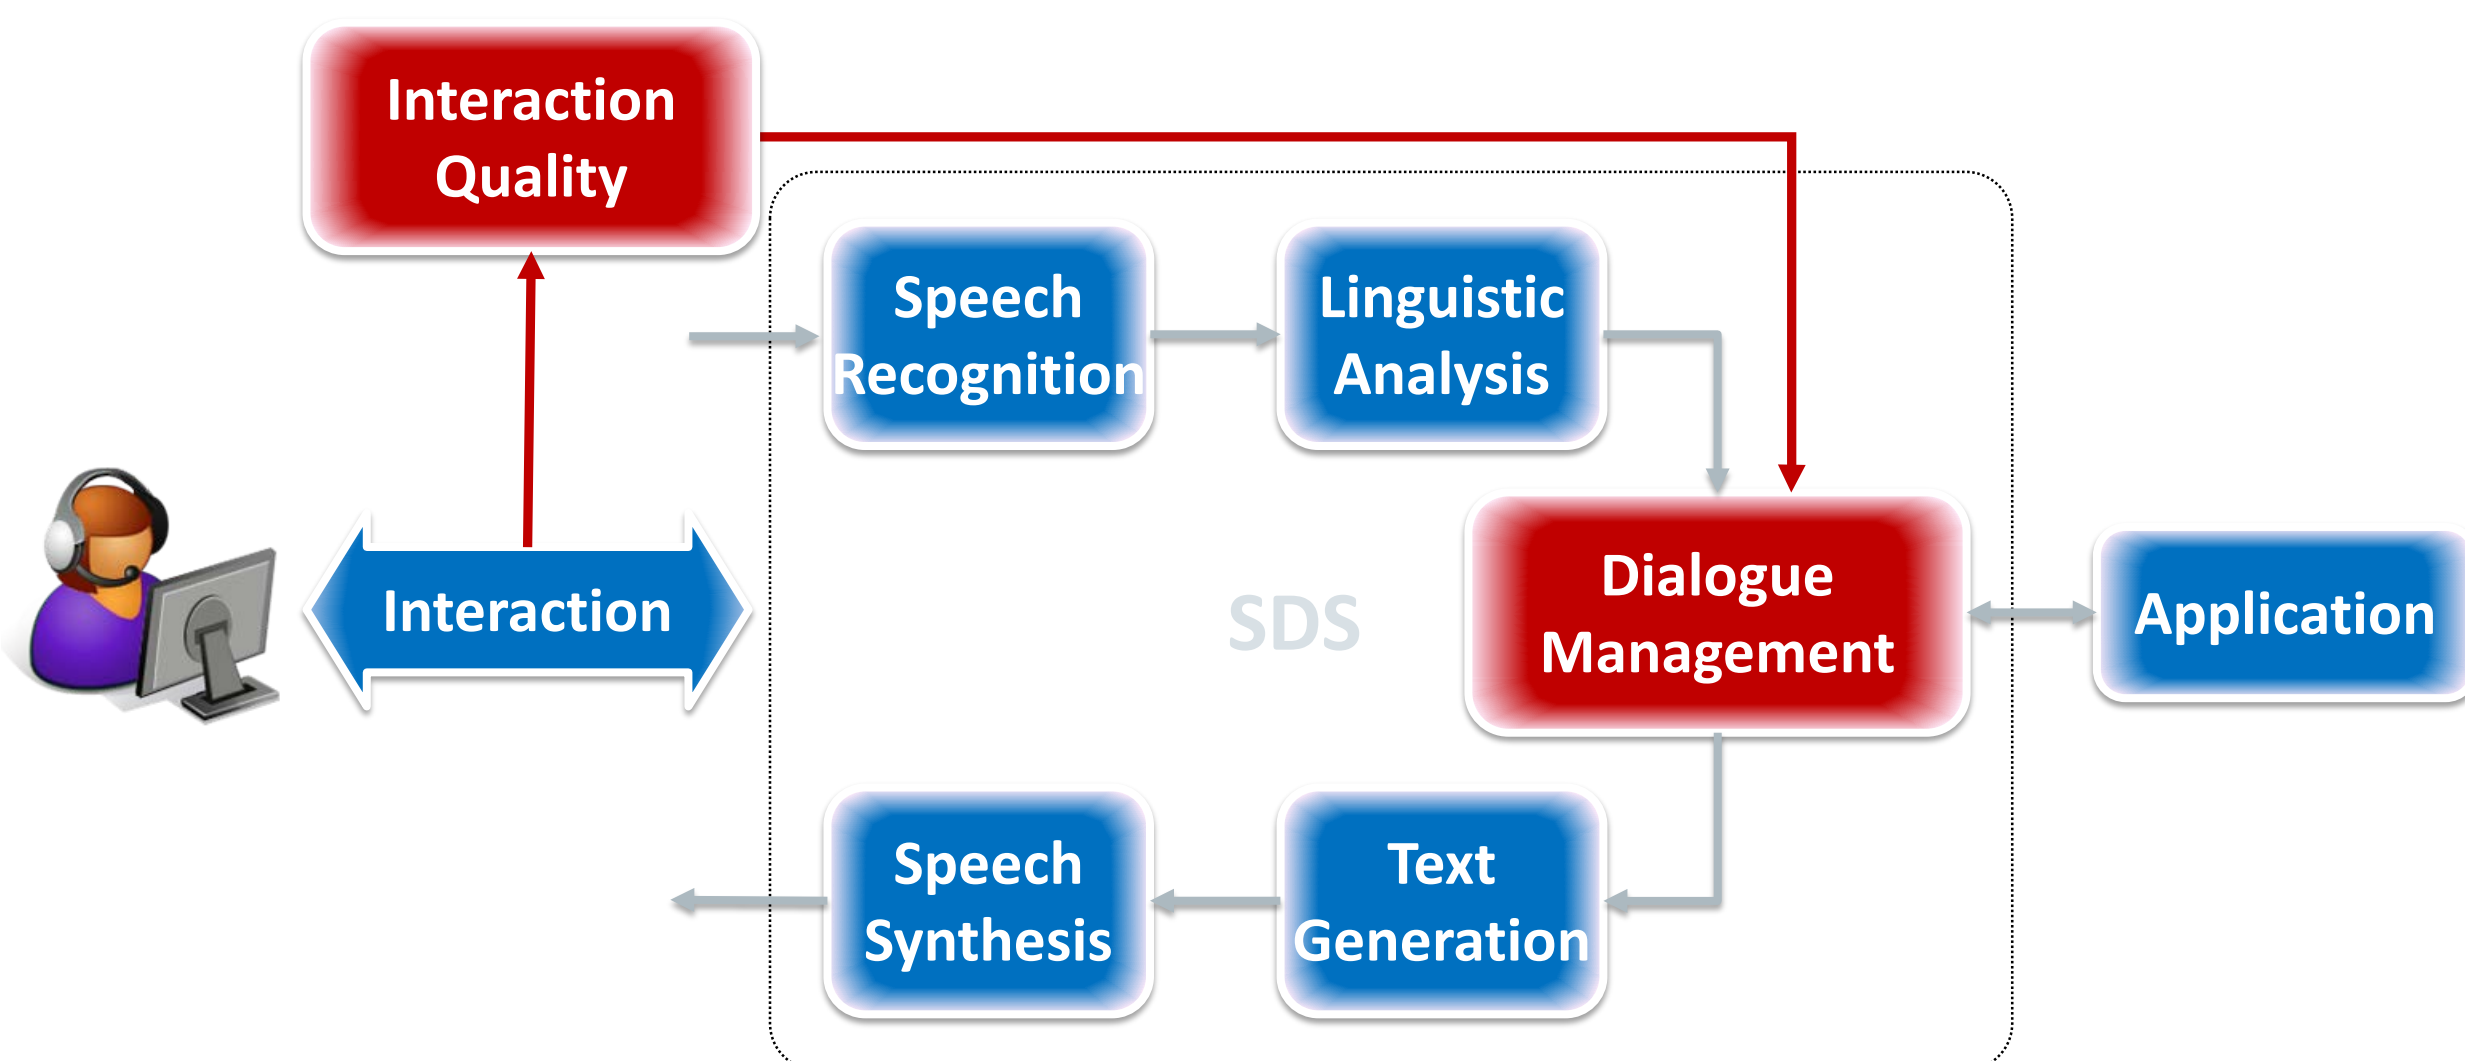 Interaction
Quality
Speech
Recognition
Linguistic
Analysis
Interaction
SDS
Dialogue
Management
Application
Speech
Synthesis
Text
Generation